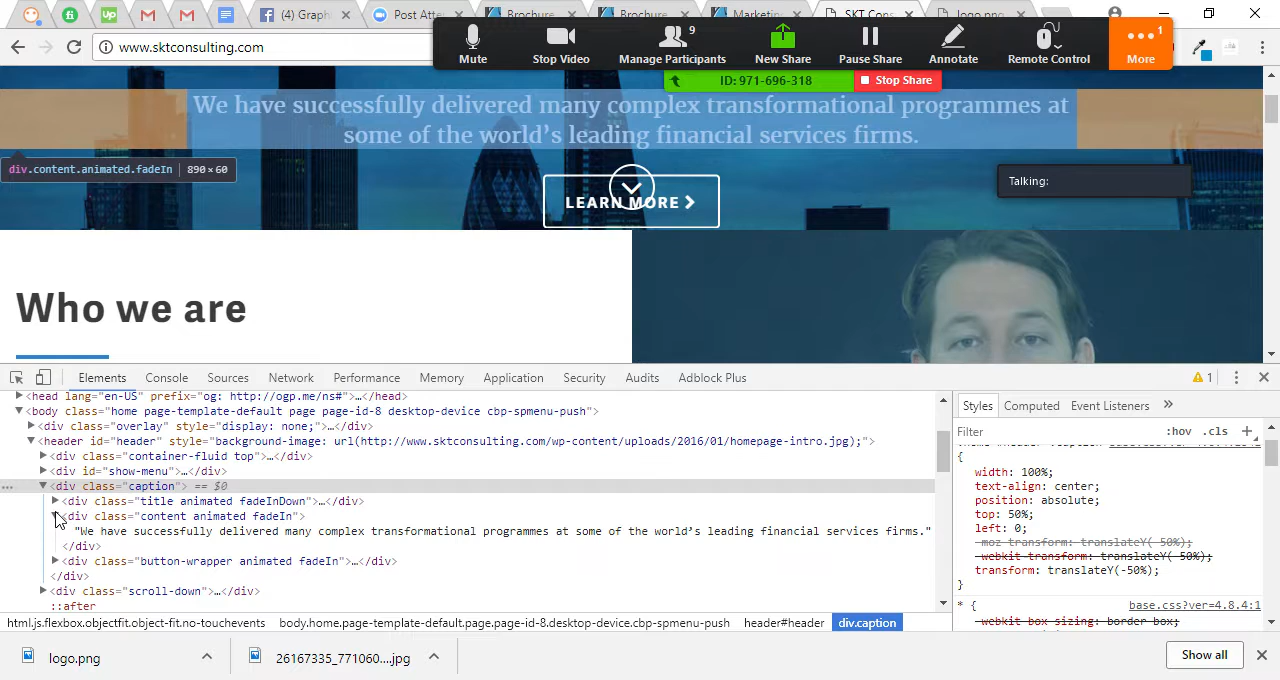 (4) Graph
Post Atte
Brochure
Brochure
Marketin
SKT Cons
logo.png
www.sktconsulting.com
Mute
Stop Video
9
Manage Participants
New Share
Pause Share
Annotate
Remote Control
1
More
ID: 971-696-318
Stop Share
We have successfully delivered many complex transformational programmes at
some of the world’s leading financial services firms.
div.content.animated.fadeIn 890×60
Talking:
LEARN MORE
Who we are
Elements Console Sources Network Performance Memory Application Security Audits Adblock Plus
1
<head lang="en-US" prefix="og: http://ogp.me/ns#">…</head>
<body class="home page-template-default page page-id-8 desktop-device cbp-spmenu-push">
<div class="overlay" style="display: none;">…</div>
<header id="header" style="background-image: url(http://www.sktconsulting.com/wp-content/uploads/2016/01/homepage-intro.jpg);">
<div class="container-fluid top">…</div>
<div id="show-menu">…</div>
<div class="caption"> == $0
<div class="title animated fadeInDown">…</div>
<div class="content animated fadeIn">
"We have successfully delivered many complex transformational programmes at some of the world’s leading financial services firms."
</div>
<div class="button-wrapper animated fadeIn">…</div>
</div>
<div class="scroll-down">…</div>
::after
html.js.flexbox.objectfit.object-fit.no-touchevents body.home.page-template-default.page.page-id-8.desktop-device.cbp-spmenu-push header#header div.caption
Styles Computed Event Listeners »
Filter :hov .cls +
{
width: 100%;
text-align: center;
position: absolute;
top: 50%;
left: 0;
-moz-transform: translateY(-50%);
-webkit-transform: translateY(-50%);
transform: translateY(-50%);
}
* { base.css?ver=4.8.4:1
-webkit-box-sizing: border-box;
logo.png
26167335_771060....jpg
Show all